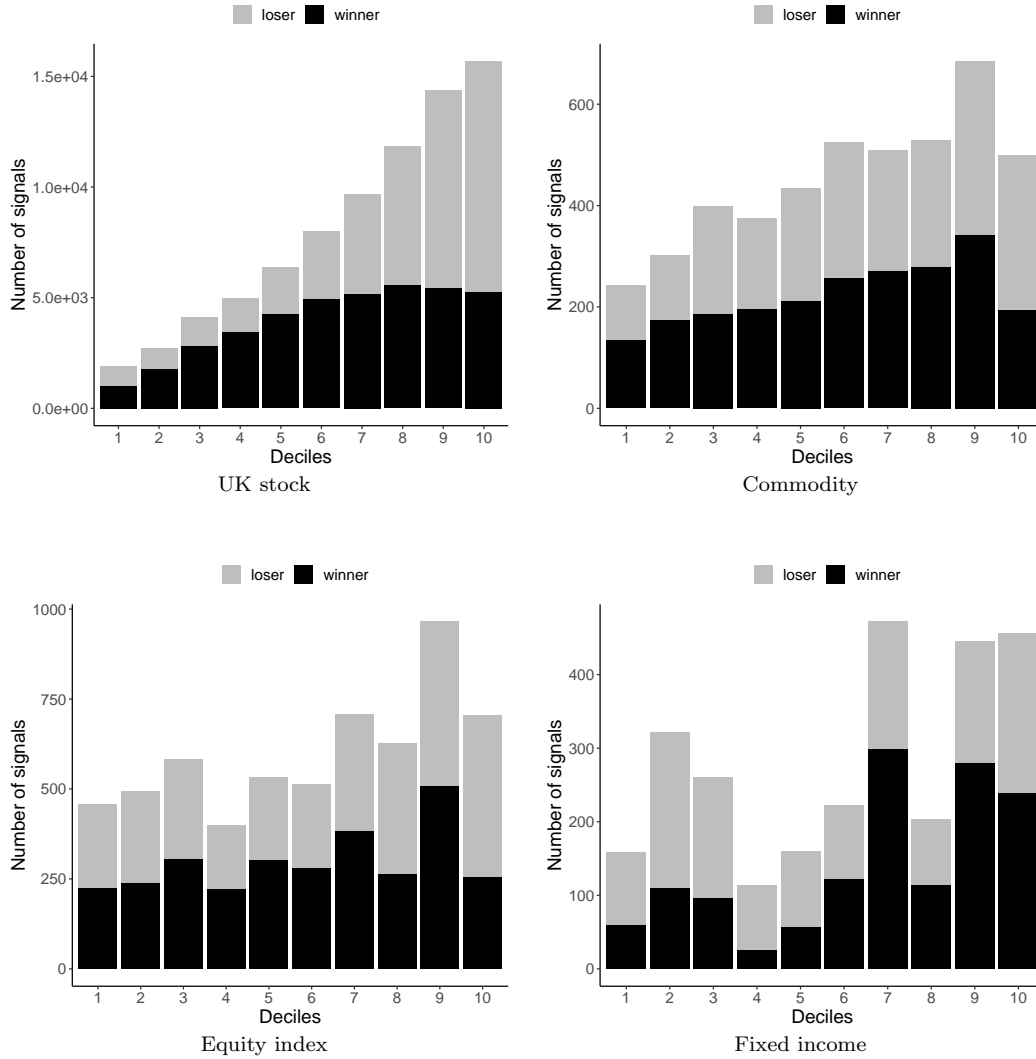 loser winner
Number of signals
1.5e+04
1.0e+04
5.0e+03
0.0e+00
1 2 3 4 5 6 7 8 9 10
Deciles
UK stock
loser winner
Number of signals
600
400
200
0
1 2 3 4 5 6 7 8 9 10
Deciles
Commodity
loser winner
Number of signals
1000
750
500
250
0
1 2 3 4 5 6 7 8 9 10
Deciles
Equity index
loser winner
Number of signals
400
300
200
100
0
1 2 3 4 5 6 7 8 9 10
Deciles
Fixed income